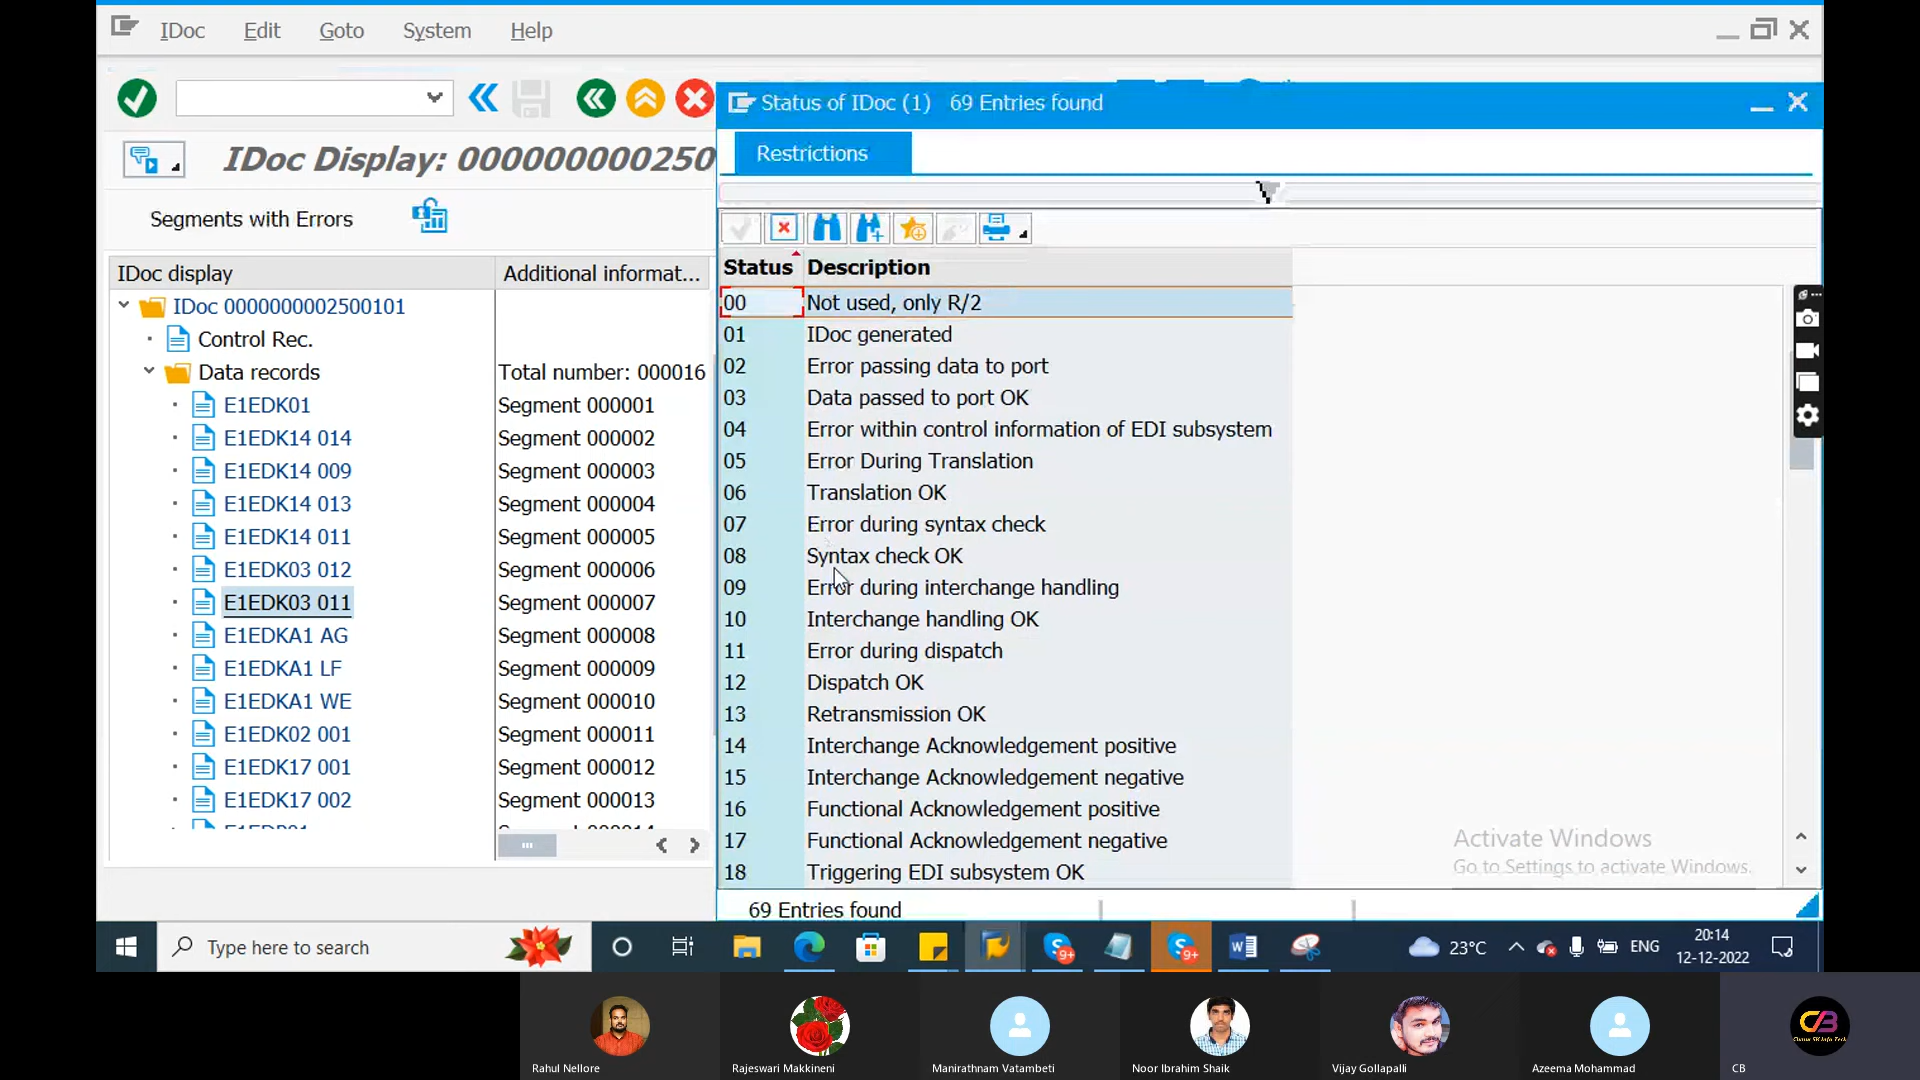 IDoc Edit Goto System Help
Status of IDoc (1) 69 Entries found
Restrictions
IDoc Display: 000000000250
Segments with Errors
IDoc display Additional informat...
IDoc 0000000002500101
Control Rec.
Data records Total number: 000016
E1EDK01 Segment 000001
E1EDK14 014 Segment 000002
E1EDK14 009 Segment 000003
E1EDK14 013 Segment 000004
E1EDK14 011 Segment 000005
E1EDK03 012 Segment 000006
E1EDK03 011 Segment 000007
E1EDKA1 AG Segment 000008
E1EDKA1 LF Segment 000009
E1EDKA1 WE Segment 000010
E1EDK02 001 Segment 000011
E1EDK17 001 Segment 000012
E1EDK17 002 Segment 000013
Status Description
00 Not used, only R/2
01 IDoc generated
02 Error passing data to port
03 Data passed to port OK
04 Error within control information of EDI subsystem
05 Error During Translation
06 Translation OK
07 Error during syntax check
08 Syntax check OK
09 Error during interchange handling
10 Interchange handling OK
11 Error during dispatch
12 Dispatch OK
13 Retransmission OK
14 Interchange Acknowledgement positive
15 Interchange Acknowledgement negative
16 Functional Acknowledgement positive
17 Functional Acknowledgement negative
18 Triggering EDI subsystem OK
Activate Windows
Go to Settings to activate Windows.
69 Entries found
Type here to search
9+
9+
23°C
ENG
20:14
12-12-2022
Rahul Nellore
Rajeswari Makkineni
Manirathnam Vatambeti
Noor Ibrahim Shaik
Vijay Gollapalli
Azeema Mohammad
CB